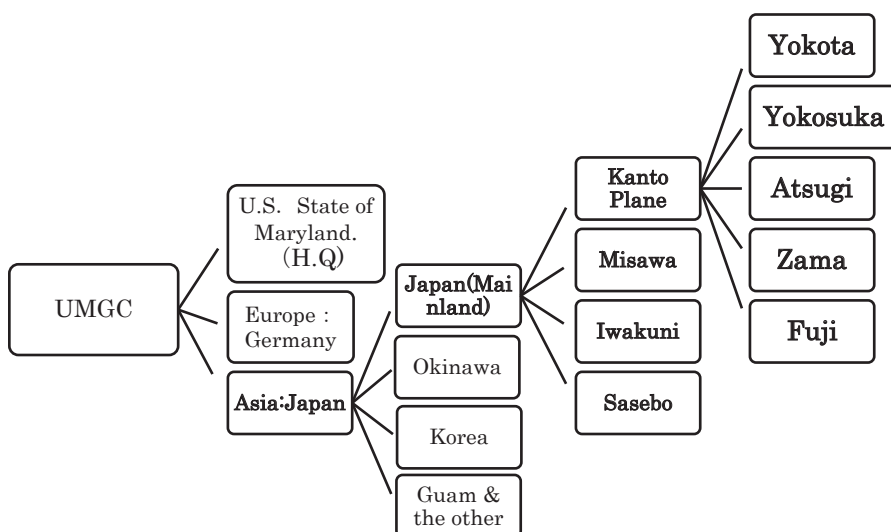 UMGC
U.S. State of
Maryland.
(H.Q)
Europe :
Germany
Asia:Japan
Japan(Mai
nland)
Okinawa
Korea
Guam &
the other
Kanto
Plane
Misawa
Iwakuni
Sasebo
Yokota
Yokosuka
Atsugi
Zama
Fuji